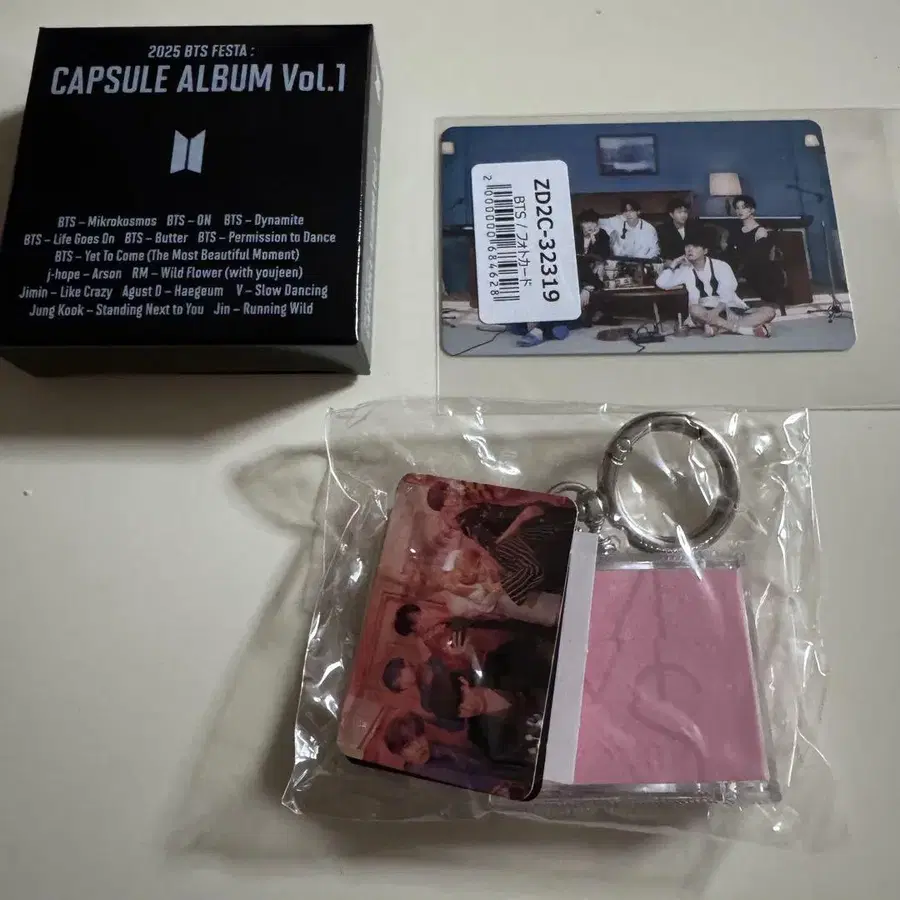 2025 BTS FESTA :
CAPSULE ALBUM Vol.1
BTS – Mikrokosmos BTS – ON BTS – Dynamite
BTS – Life Goes On BTS – Butter BTS – Permission to Dance
BTS – Yet To Come (The Most Beautiful Moment)
j-hope – Arson RM – Wild Flower (with youjeen)
Jimin – Like Crazy Agust D – Haegeum V – Slow Dancing
Jung Kook – Standing Next to You Jin – Running Wild
ZD2C-32319
BTS / フォトカード
2 000000 684628